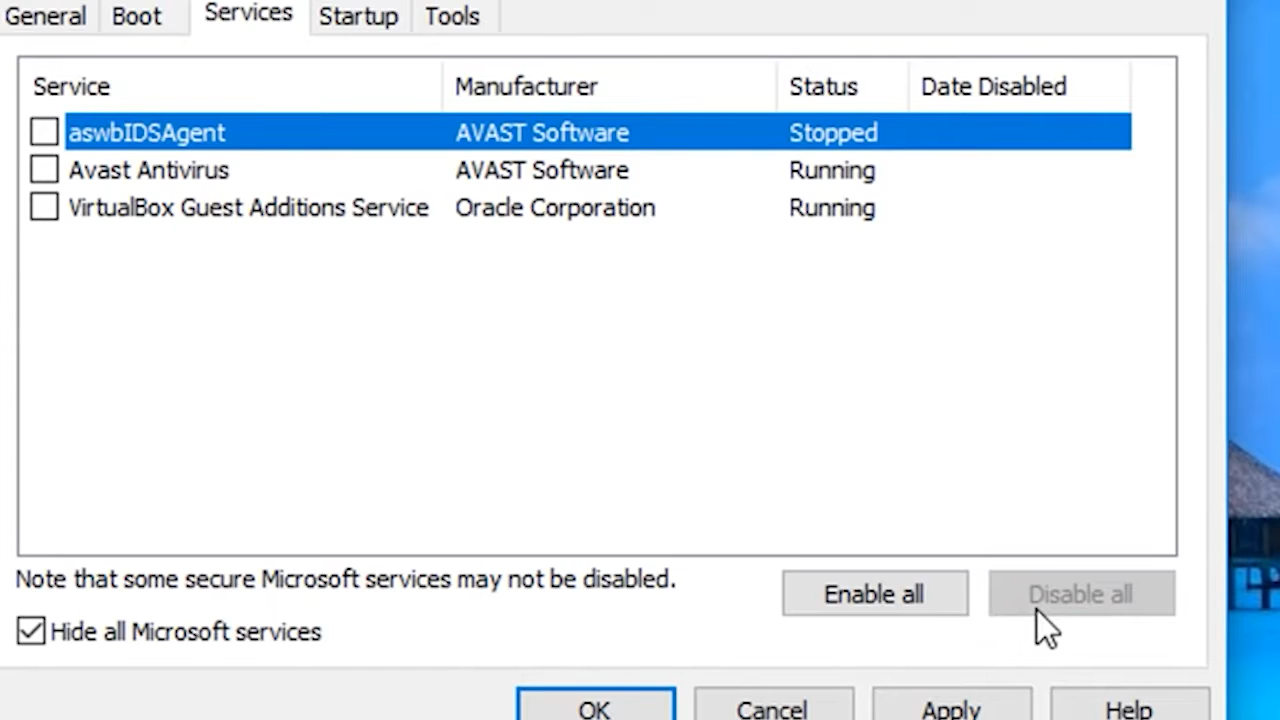 General Boot Services Startup Tools
Service Manufacturer Status Date Disabled
aswbIDSAgent AVAST Software Stopped
Avast Antivirus AVAST Software Running
VirtualBox Guest Additions Service Oracle Corporation Running
Note that some secure Microsoft services may not be disabled.
Enable all Disable all
Hide all Microsoft services
OK Cancel Apply Help